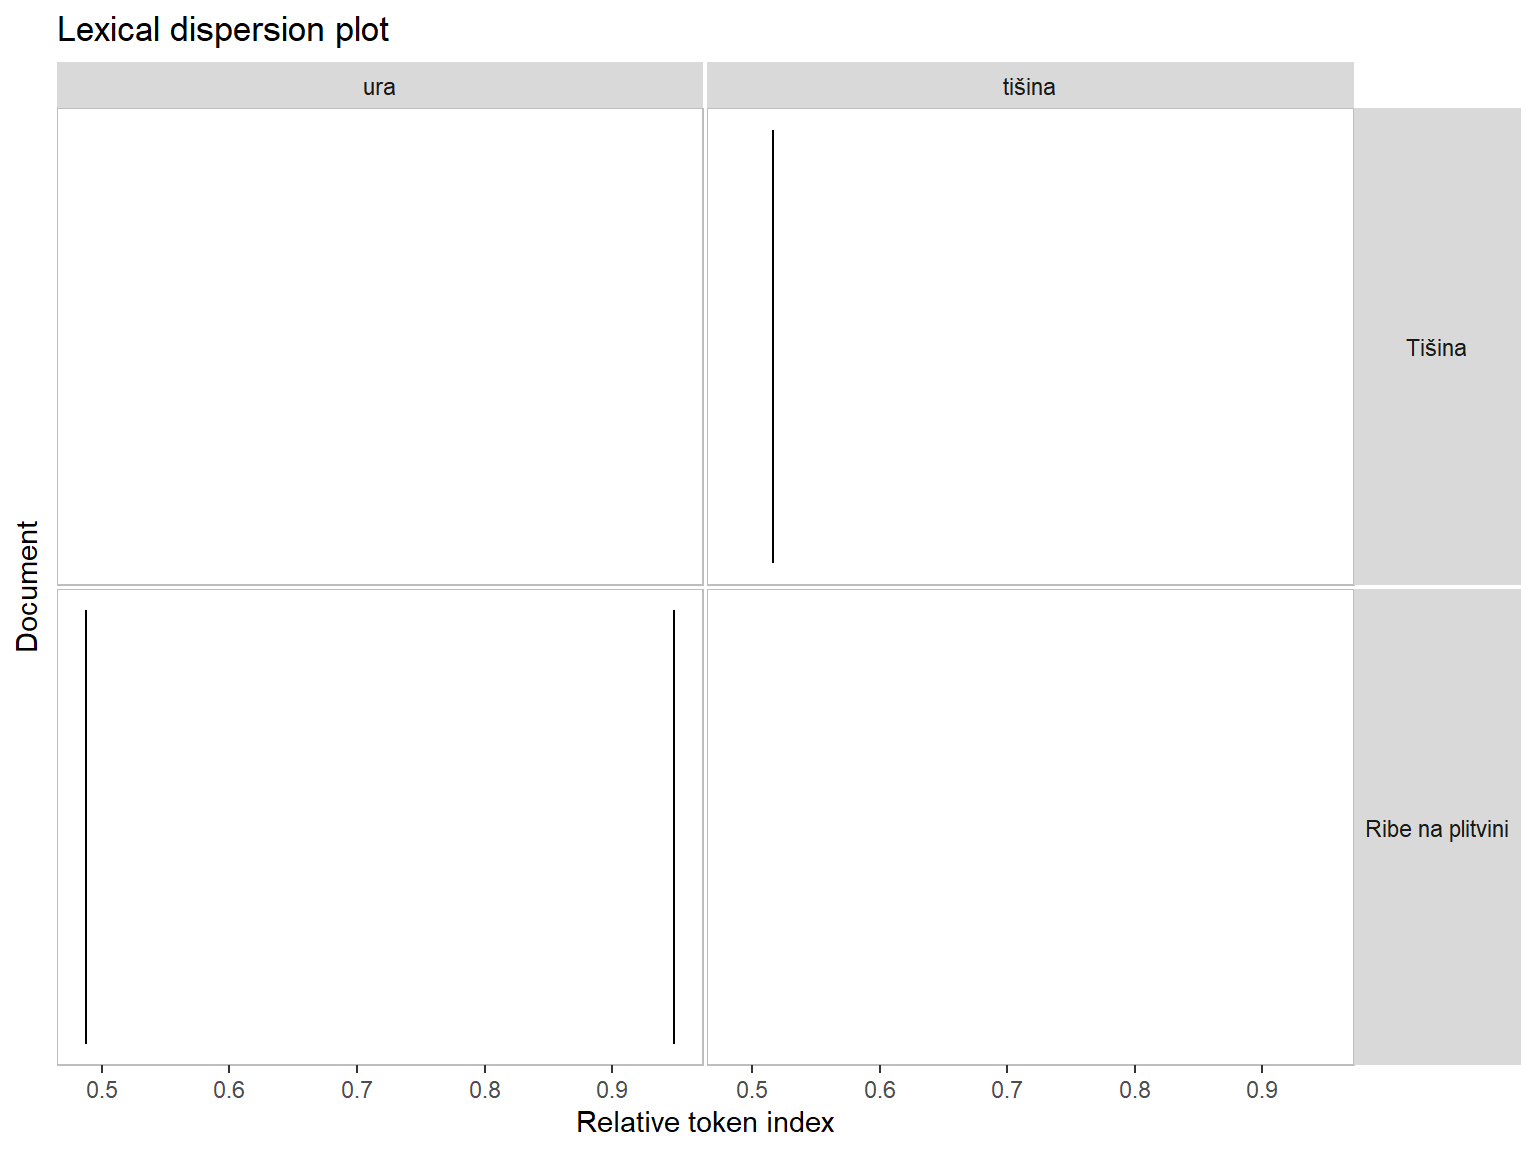 Lexical dispersion plot
ura
tišina
Tišina
Document
Ribe na plitvini
0.5 0.6 0.7 0.8 0.9
0.5 0.6 0.7 0.8 0.9
Relative token index